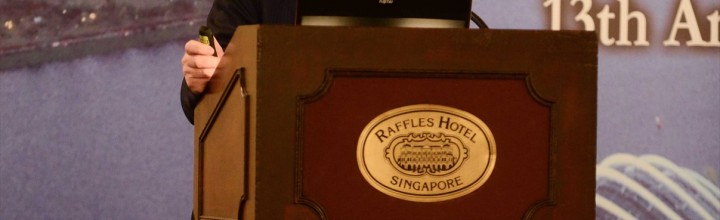 13th An
RAFFLES HOTEL
SINGAPORE